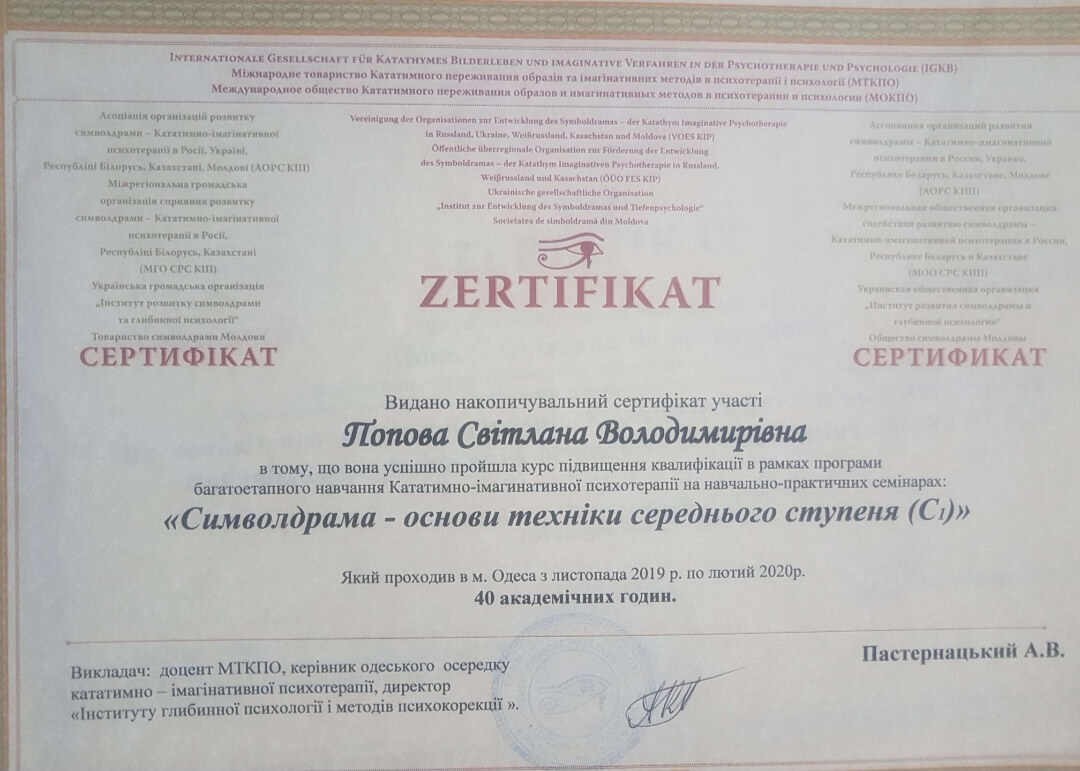 Internationale Gesellschaft für Katathymes Bilderleben und imaginative Verfahren in der Psychotherapie und Psychologie (IGKB)
Міжнародне товариство Кататимного переживання образів та імагінативних методів в психотерапії і психології (МТКПО)
Международное общество Кататимного переживания образов и имагинативных методов в психотерапии и психологии (МОКПО)
Асоціація організацій розвитку
символдрами – Кататимно-імагінативної
психотерапії в Росії, Україні,
Республіці Білорусь, Казахстані, Молдові (АОРС КІП)
Міжрегіональна громадська
організація сприяння розвитку
символдрами – Кататимно-імагінативної
психотерапії в Росії,
Республіці Білорусь, Казахстані
(МГО СРС КІП)
Українська громадська організація
„Інститут розвитку символдрами
та глибинної психології"
Товариство символдрами Молдови
СЕРТИФІКАТ
Vereinigung der Organisationen zur Entwicklung des Symboldramas – der Katathym Imaginative Psychotherapie
in Russland, Ukraine, Weißrussland, Kasachstan und Moldova (VOES KIP)
Öffentliche überregionale Organisation zur Förderung der Entwicklung
des Symboldramas – der Katathym Imaginativen Psychotherapie in Russland,
Weißrussland und Kasachstan (ÖÜO FES KIP)
Ukrainische gesellschaftliche Organisation
„Institut zur Entwicklung des Symboldramas und Tiefenpsychologie"
Societatea de simboldramă din Moldova
ZERTIFIKAT
Ассоциация организаций развития
символдрамы – Кататимно-имагинативной
психотерапии в России, Украине,
Республике Беларусь, Казахстане, Молдове
(АОРС КИП)
Межрегиональная общественная организация
содействия развитию символдрамы –
Кататимно-имагинативной психотерапии в России,
Республике Беларусь и Казахстане
(МОО СРС КИП)
Украинская общественная организация
„Институт развития символдрамы и
глубинной психологии"
Общество символдрамы Молдовы
СЕРТИФИКАТ
Видано накопичувальний сертифікат участі
Попова Світлана Володимирівна
в тому, що вона успішно пройшла курс підвищення квалифікації в рамках програми
багатоетапного навчання Кататимно-імагинативної психотерапії на навчально-практичних семінарах:
«Символдрама - основи техніки середнього ступеня (С1)»
Який проходив в м. Одеса з листопада 2019 р. по лютий 2020р.
40 академічних годин.
Викладач: доцент МТКПО, керівник одеського осередку
кататимно – імагінативної психотерапії, директор
«Інституту глибинної психології і методів психокорекції ».
Пастернацький А.В.